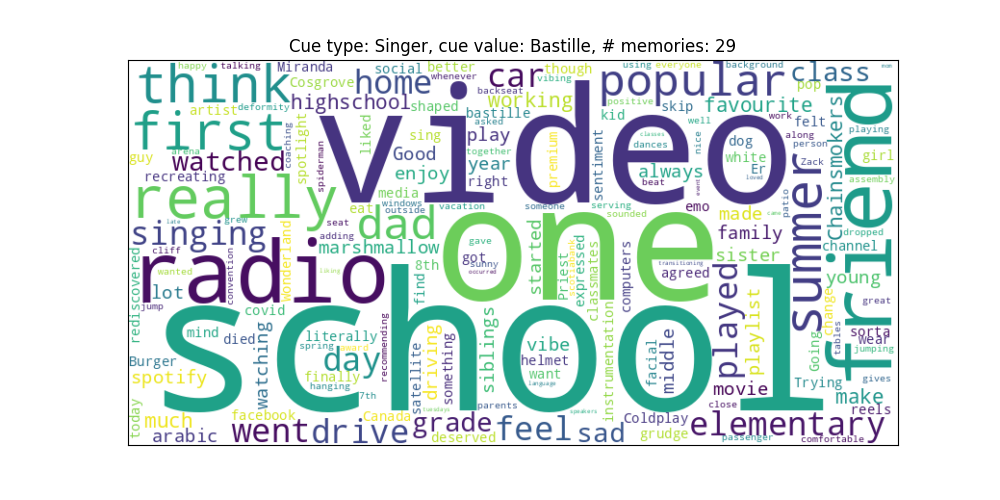 Cue type: Singer, cue value: Bastille, # memories: 29
happy talking Miranda social better though using everyone background mom
think Cosgrove home whenever car vibing popular class
artist deformity highschool shaped backseat working positive skip pop favourite
first coaching spotlight liked bastille asked kid well work felt Chainsmokers
video
guy watched spiderman sing play premium sentiment classes dances nice dog along person playing
arena Good together always white girl
recreating enjoy year right beat event Er loved Zack assembly
really media windows outside eat vacation someone serving emo made patio came dropped
late grew seat dad sounded family summer friend
singing adding gave started Priest expressed classmates computers channel
cliff marshmallow got sunny occurred one agreed sister
radio convention Wonderland liking 8th transitioning young
rediscovered wanted find great
jump lot covid siblings instrumentation played playlist change sorta
school
mind died literally vibe facial middle tables wear
Burger watching spring day satellite driving something helmet Going jumping
spotify award finally recommending want movie Trying gives
hanging 7th language close make
today much facebook Canada tuesdays parents speakers Coldplay reels
arabic went drive grade deserved feel sad grudge elementary passenger comfortable